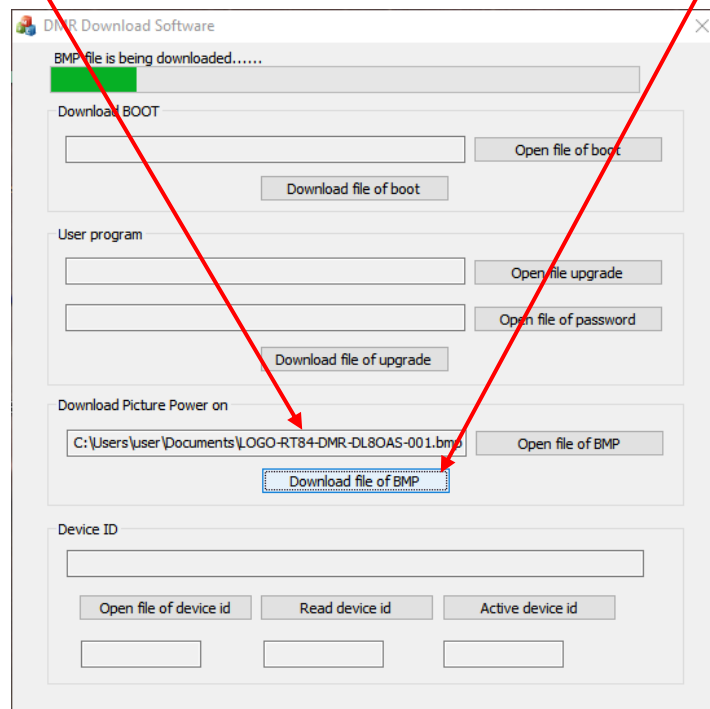 DMR Download Software
BMP file is being downloaded......
Download BOOT
Open file of boot
Download file of boot
User program
Open file upgrade
Open file of password
Download file of upgrade
Download Picture Power on
C:\Users\user\Documents\LOGO-RT84-DMR-DL8OAS-001.bmp
Open file of BMP
Download file of BMP
Device ID
Open file of device id
Read device id
Active device id